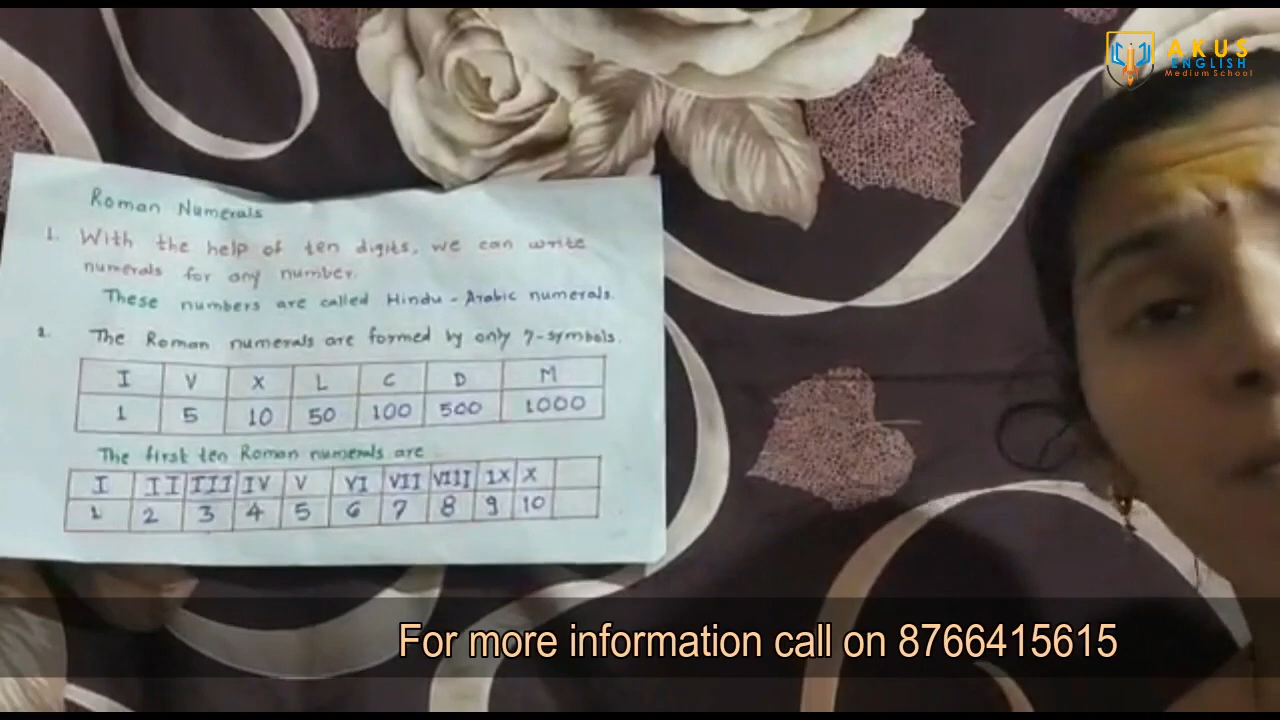 AKUS
ENGLISH
Medium School
Roman Numerals
1. With the help of ten digits, we can write
numerals for any number.
These numbers are called Hindu - Arabic numerals.
2. The Roman numerals are formed by only 7-symbols.
I V X L C D M
1 5 10 50 100 500 1000
The first ten Roman numerals are
I II III IV V VI VII VIII IX X
1 2 3 4 5 6 7 8 9 10
For more information call on 8766415615